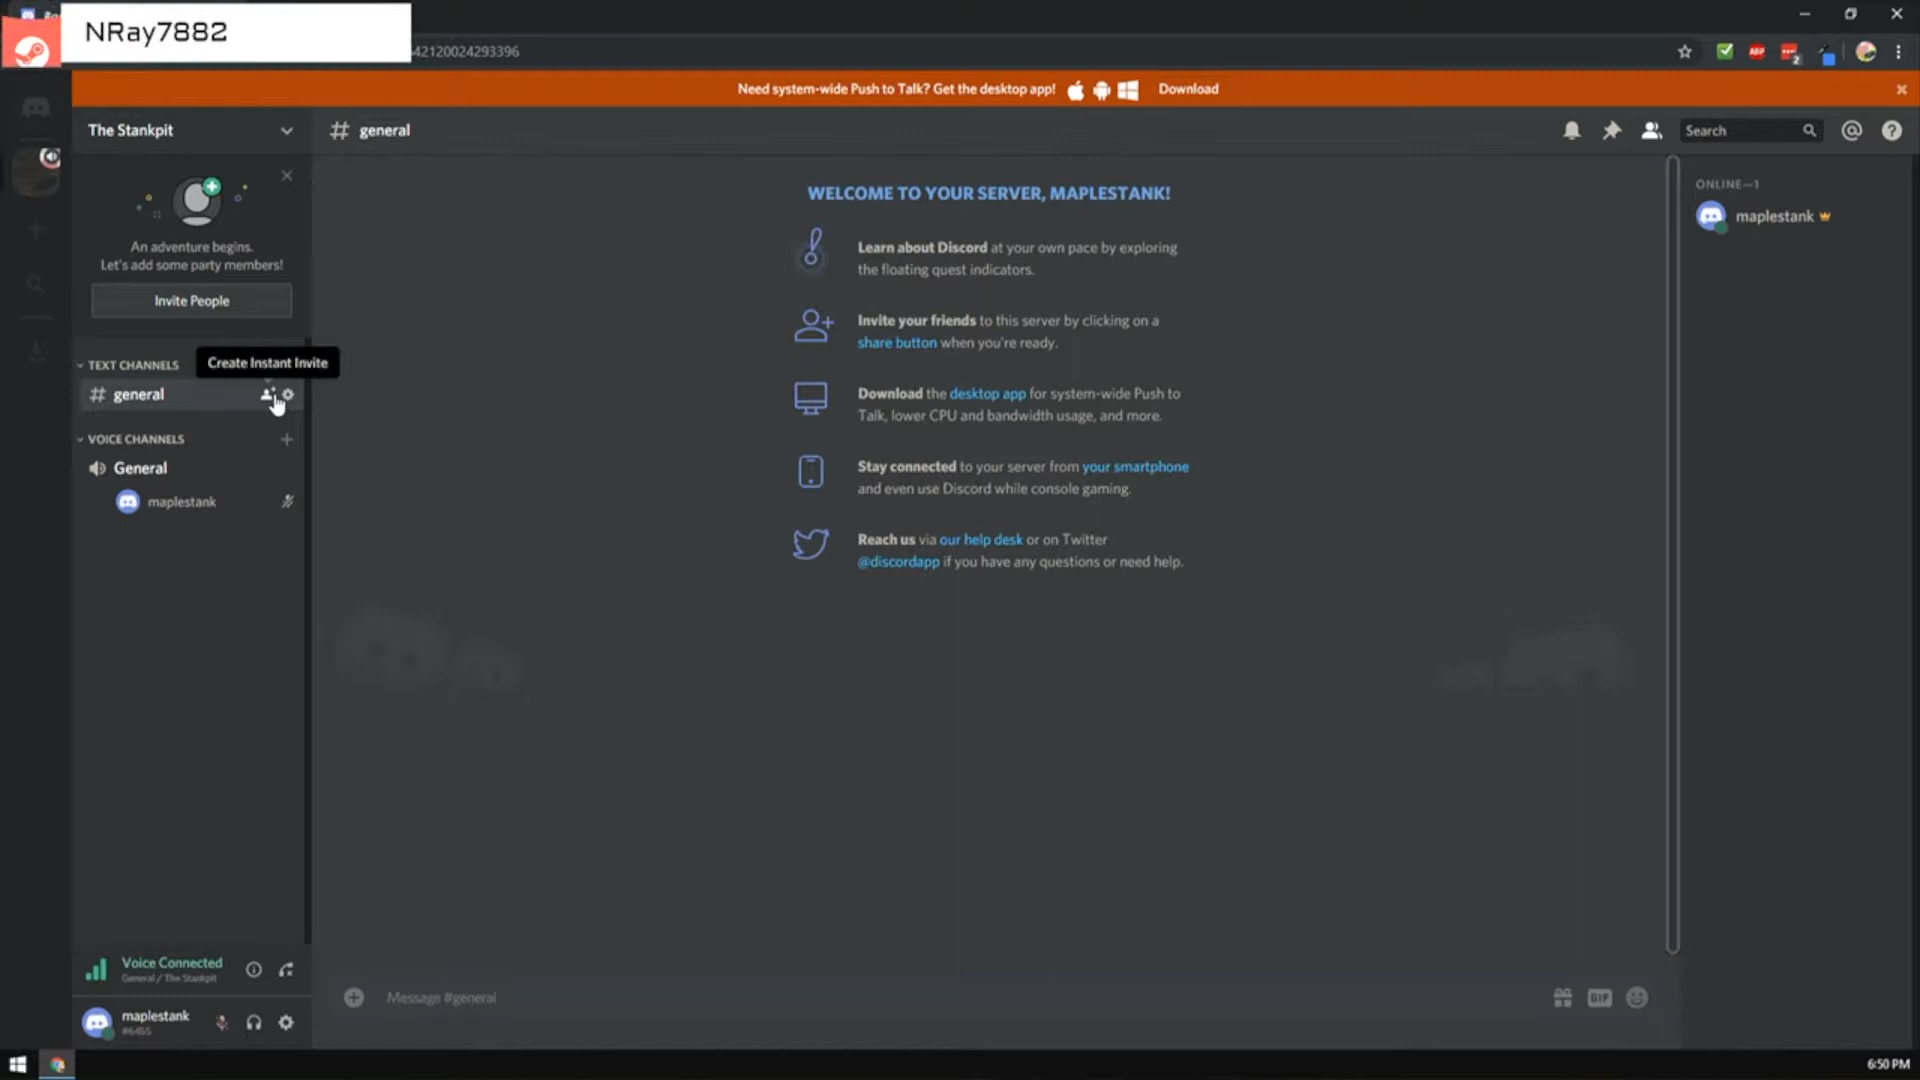 NRay7882
42120024293396
ABP
2
Need system-wide Push to Talk? Get the desktop app! Download
The Stankpit
# general
Search
An adventure begins.
Let's add some party members!
Invite People
TEXT CHANNELS
Create Instant Invite
# general
VOICE CHANNELS
General
maplestank
WELCOME TO YOUR SERVER, MAPLESTANK!
Learn about Discord at your own pace by exploring
the floating quest indicators.
Invite your friends to this server by clicking on a
share button when you're ready.
Download the desktop app for system-wide Push to
Talk, lower CPU and bandwidth usage, and more.
Stay connected to your server from your smartphone
and even use Discord while console gaming.
Reach us via our help desk or on Twitter
@discordapp if you have any questions or need help.
ONLINE—1
maplestank
Voice Connected
General / The Stankpit
maplestank
#6455
Message #general
GIF
6:50 PM